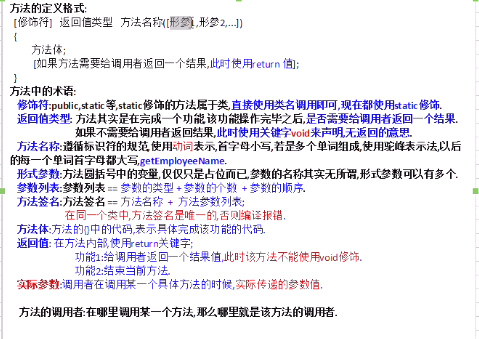 方法的定义格式:
[修饰符] 返回值类型 方法名称([形参1,形参2,...])
{
方法体;
[如果方法需要给调用者返回一个结果,此时使用return 值];
}
方法中的术语:
修饰符:public,static等,static修饰的方法属于类,直接使用类名调用即可,现在都使用static修饰.
返回值类型: 方法其实是在完成一个功能,该功能操作完毕之后,是否需要给调用者返回一个结果.
如果不需要给调用者返回结果,此时使用关键字void来声明,无返回的意思.
方法名称:遵循标识符的规范,使用动词表示,首字母小写,若是多个单词组成,使用驼峰表示法,以后
的每一个单词首字母都大写,getEmployeeName.
形式参数:方法圆括号中的变量,仅仅只是占位而已,参数的名称其实无所谓,形式参数可以有多个.
参数列表:参数列表 == 参数的类型 + 参数的个数 + 参数的顺序.
方法签名:方法签名 == 方法名称 + 方法参数列表;
在同一个类中,方法签名是唯一的,否则编译报错.
方法体:方法的{}中的代码,表示具体完成该功能的代码.
返回值: 在方法内部,使用return关键字;
功能1:给调用者返回一个结果值,此时该方法不能使用void修饰.
功能2:结束当前方法.
实际参数:调用者在调用某一个具体方法的时候,实际传递的参数值.
方法的调用者:在哪里调用某一个方法,那么哪里就是该方法的调用者.